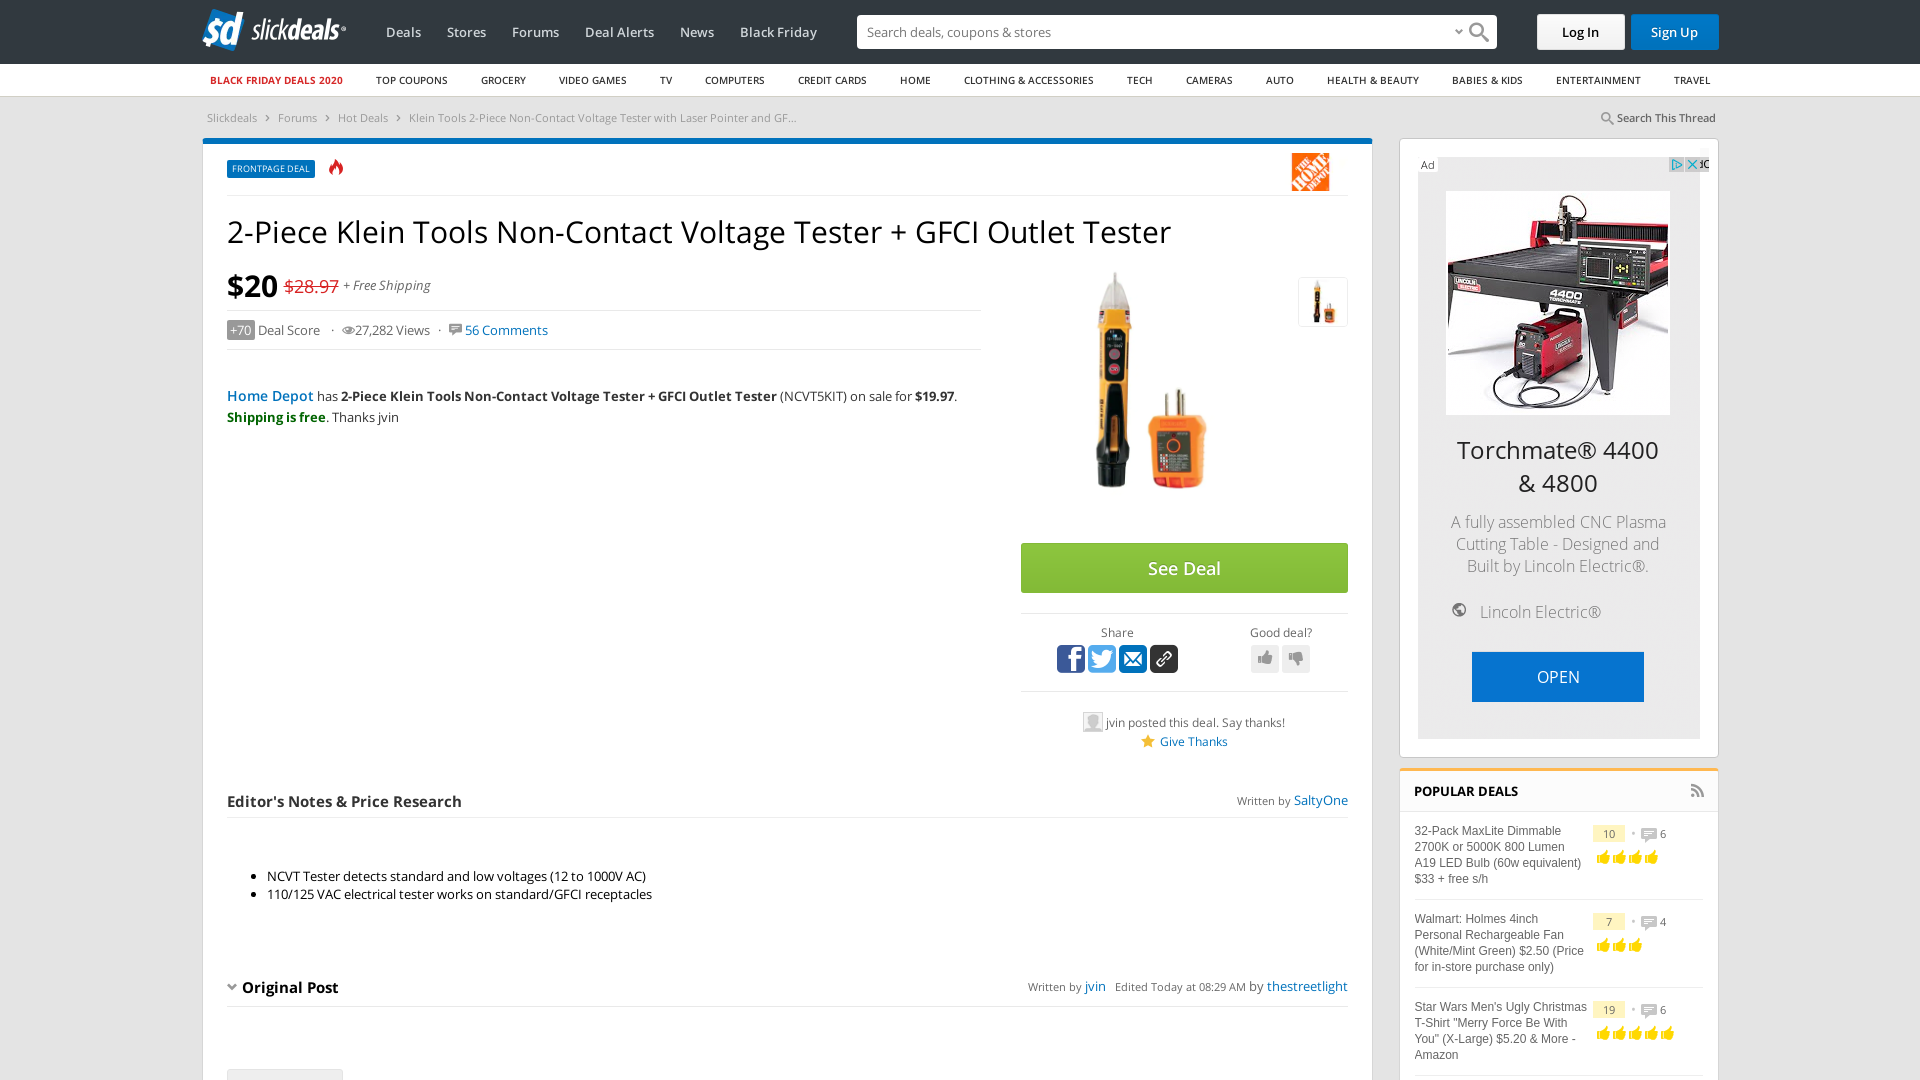 sd slickdeals
Deals
Stores
Forums
Deal Alerts
News
Black Friday
Search deals, coupons & stores
Log In
Sign Up
BLACK FRIDAY DEALS 2020
TOP COUPONS
GROCERY
VIDEO GAMES
TV
COMPUTERS
CREDIT CARDS
HOME
CLOTHING & ACCESSORIES
TECH
CAMERAS
AUTO
HEALTH & BEAUTY
BABIES & KIDS
ENTERTAINMENT
TRAVEL
Slickdeals › Forums › Hot Deals › Klein Tools 2-Piece Non-Contact Voltage Tester with Laser Pointer and GF...
Search This Thread
FRONTPAGE DEAL
THE HOME DEPOT
2-Piece Klein Tools Non-Contact Voltage Tester + GFCI Outlet Tester
$20 $28.97 + Free Shipping
+70 Deal Score · 27,282 Views · 56 Comments
Home Depot has 2-Piece Klein Tools Non-Contact Voltage Tester + GFCI Outlet Tester (NCVT5KIT) on sale for $19.97.
Shipping is free. Thanks jvin
See Deal
Share
Good deal?
jvin posted this deal. Say thanks!
Give Thanks
Editor's Notes & Price Research
Written by SaltyOne
• NCVT Tester detects standard and low voltages (12 to 1000V AC)
• 110/125 VAC electrical tester works on standard/GFCI receptacles
Original Post
Written by jvin Edited Today at 08:29 AM by thestreetlight
Ad
LINCOLN ELECTRIC
4400
TORCHMATE
Torchmate® 4400
& 4800
A fully assembled CNC Plasma
Cutting Table - Designed and
Built by Lincoln Electric®.
Lincoln Electric®
OPEN
POPULAR DEALS
32-Pack MaxLite Dimmable
2700K or 5000K 800 Lumen
A19 LED Bulb (60w equivalent)
$33 + free s/h
10 • 6
Walmart: Holmes 4inch
Personal Rechargeable Fan
(White/Mint Green) $2.50 (Price
for in-store purchase only)
7 • 4
Star Wars Men's Ugly Christmas
T-Shirt "Merry Force Be With
You" (X-Large) $5.20 & More -
Amazon
19 • 6